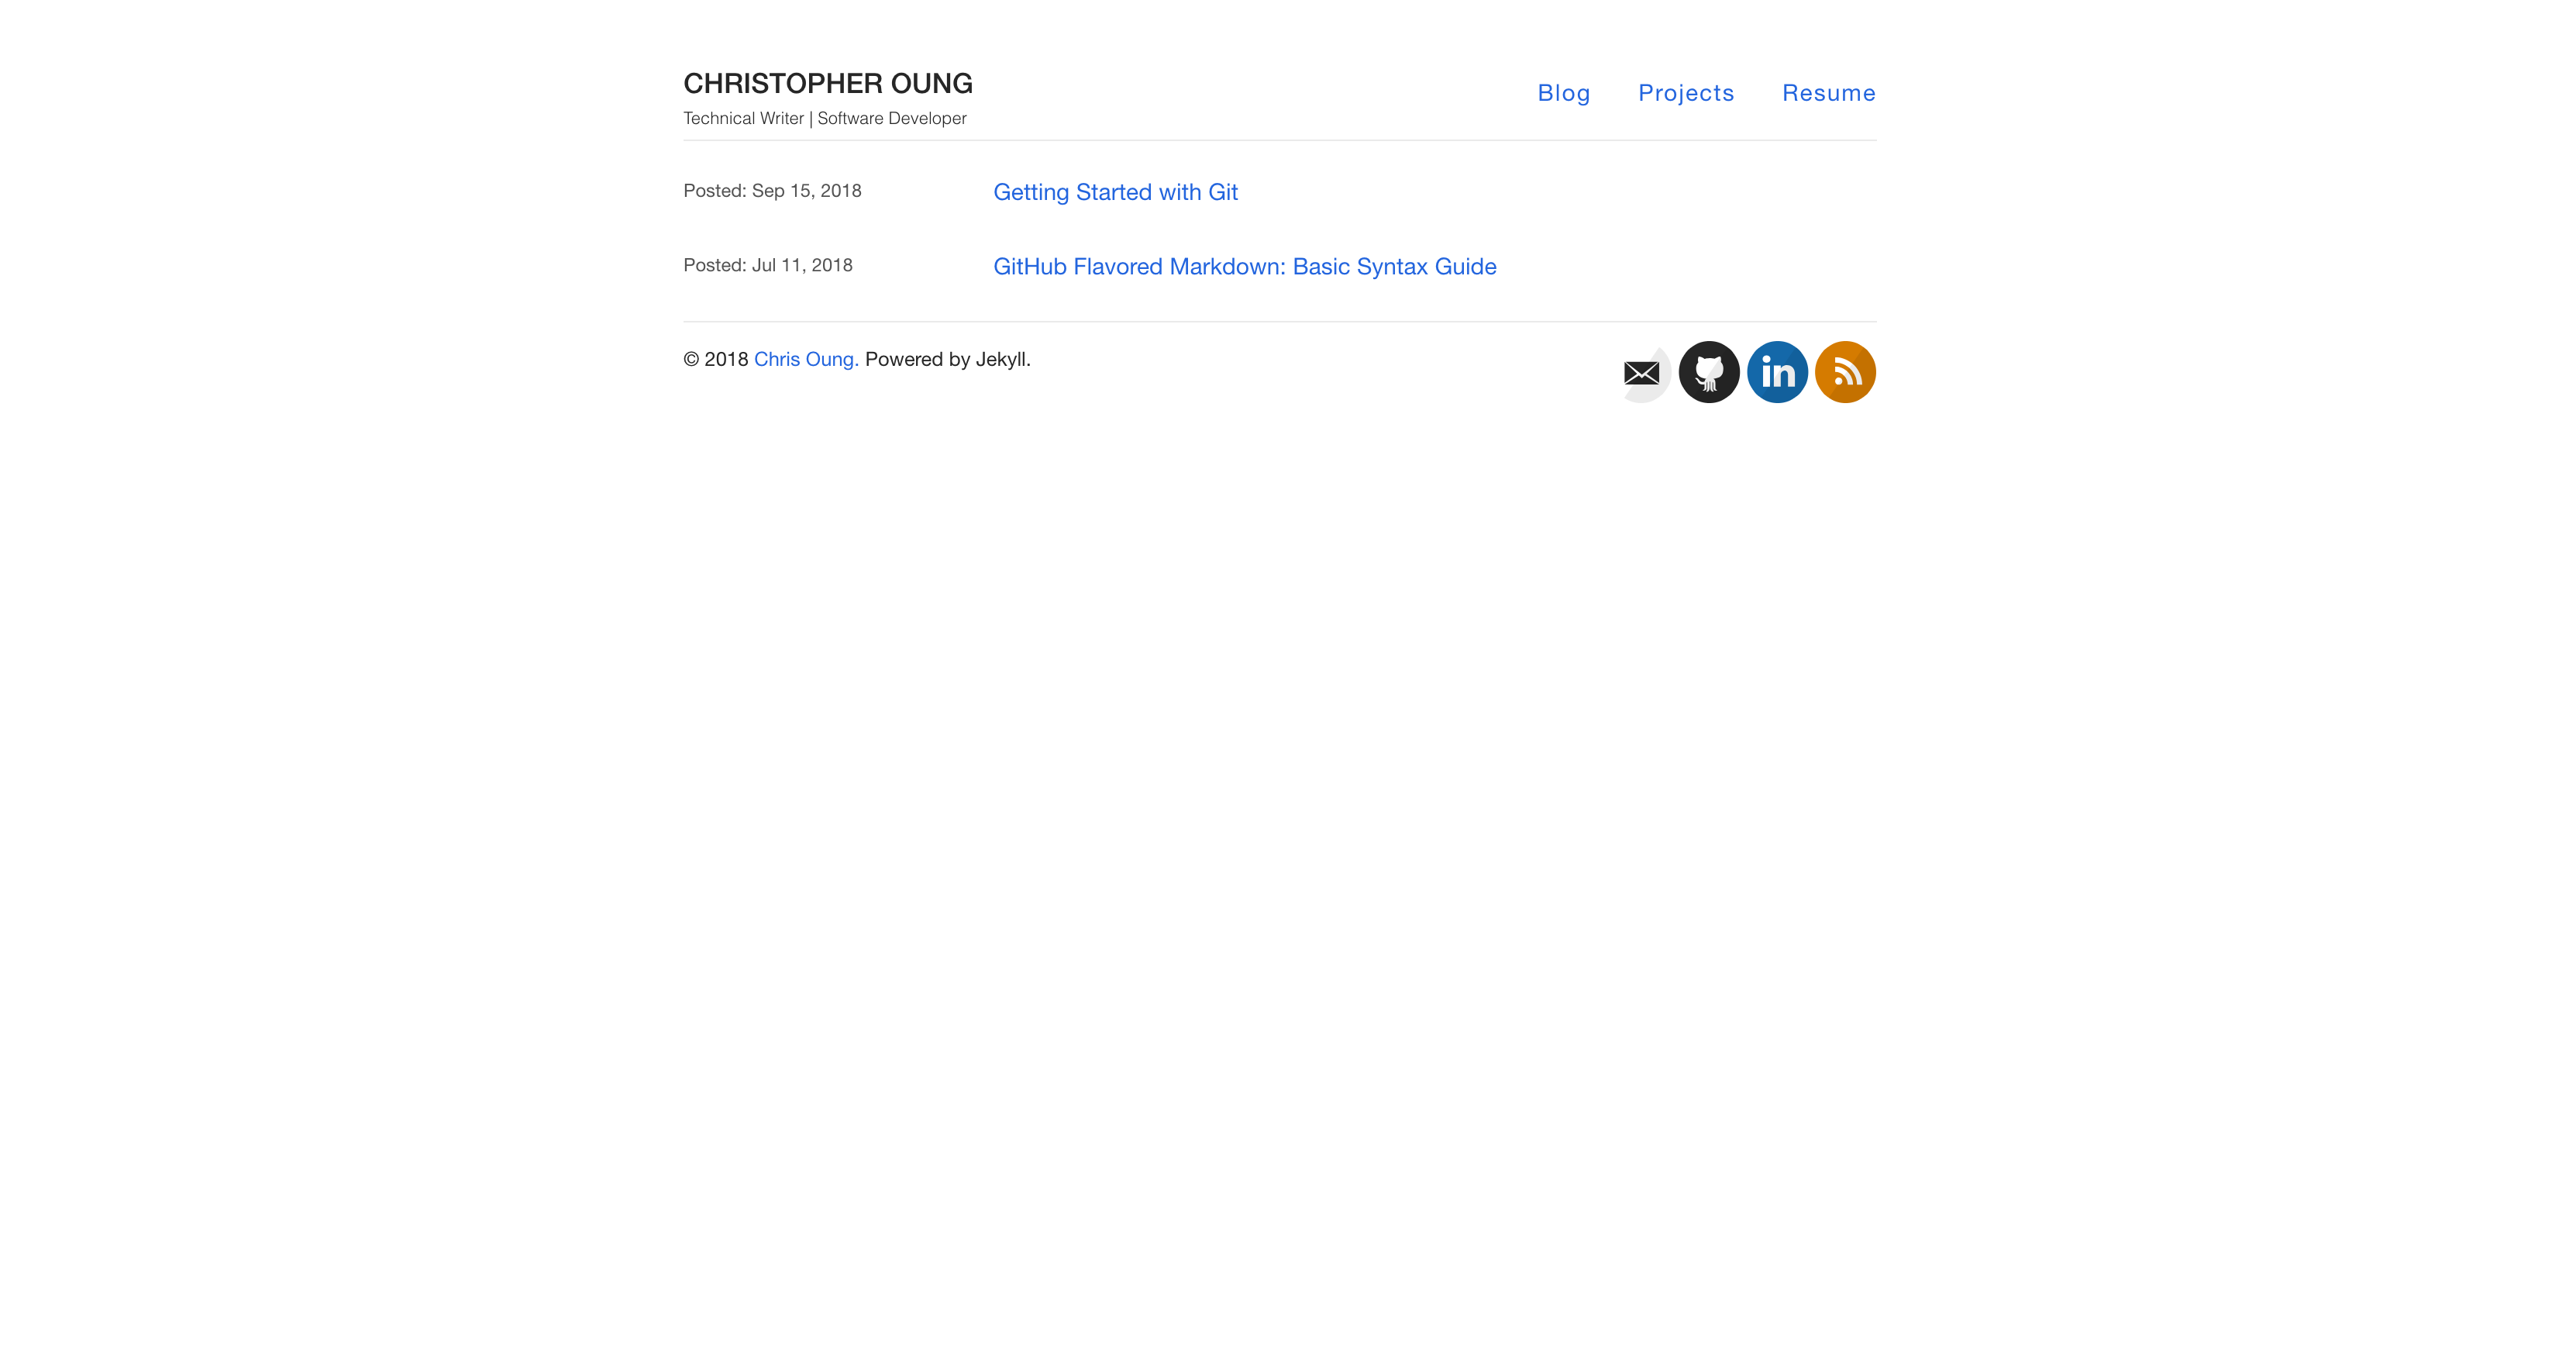 CHRISTOPHER OUNG
Technical Writer | Software Developer
Blog Projects Resume
Posted: Sep 15, 2018 Getting Started with Git
Posted: Jul 11, 2018 GitHub Flavored Markdown: Basic Syntax Guide
© 2018 Chris Oung. Powered by Jekyll.
in